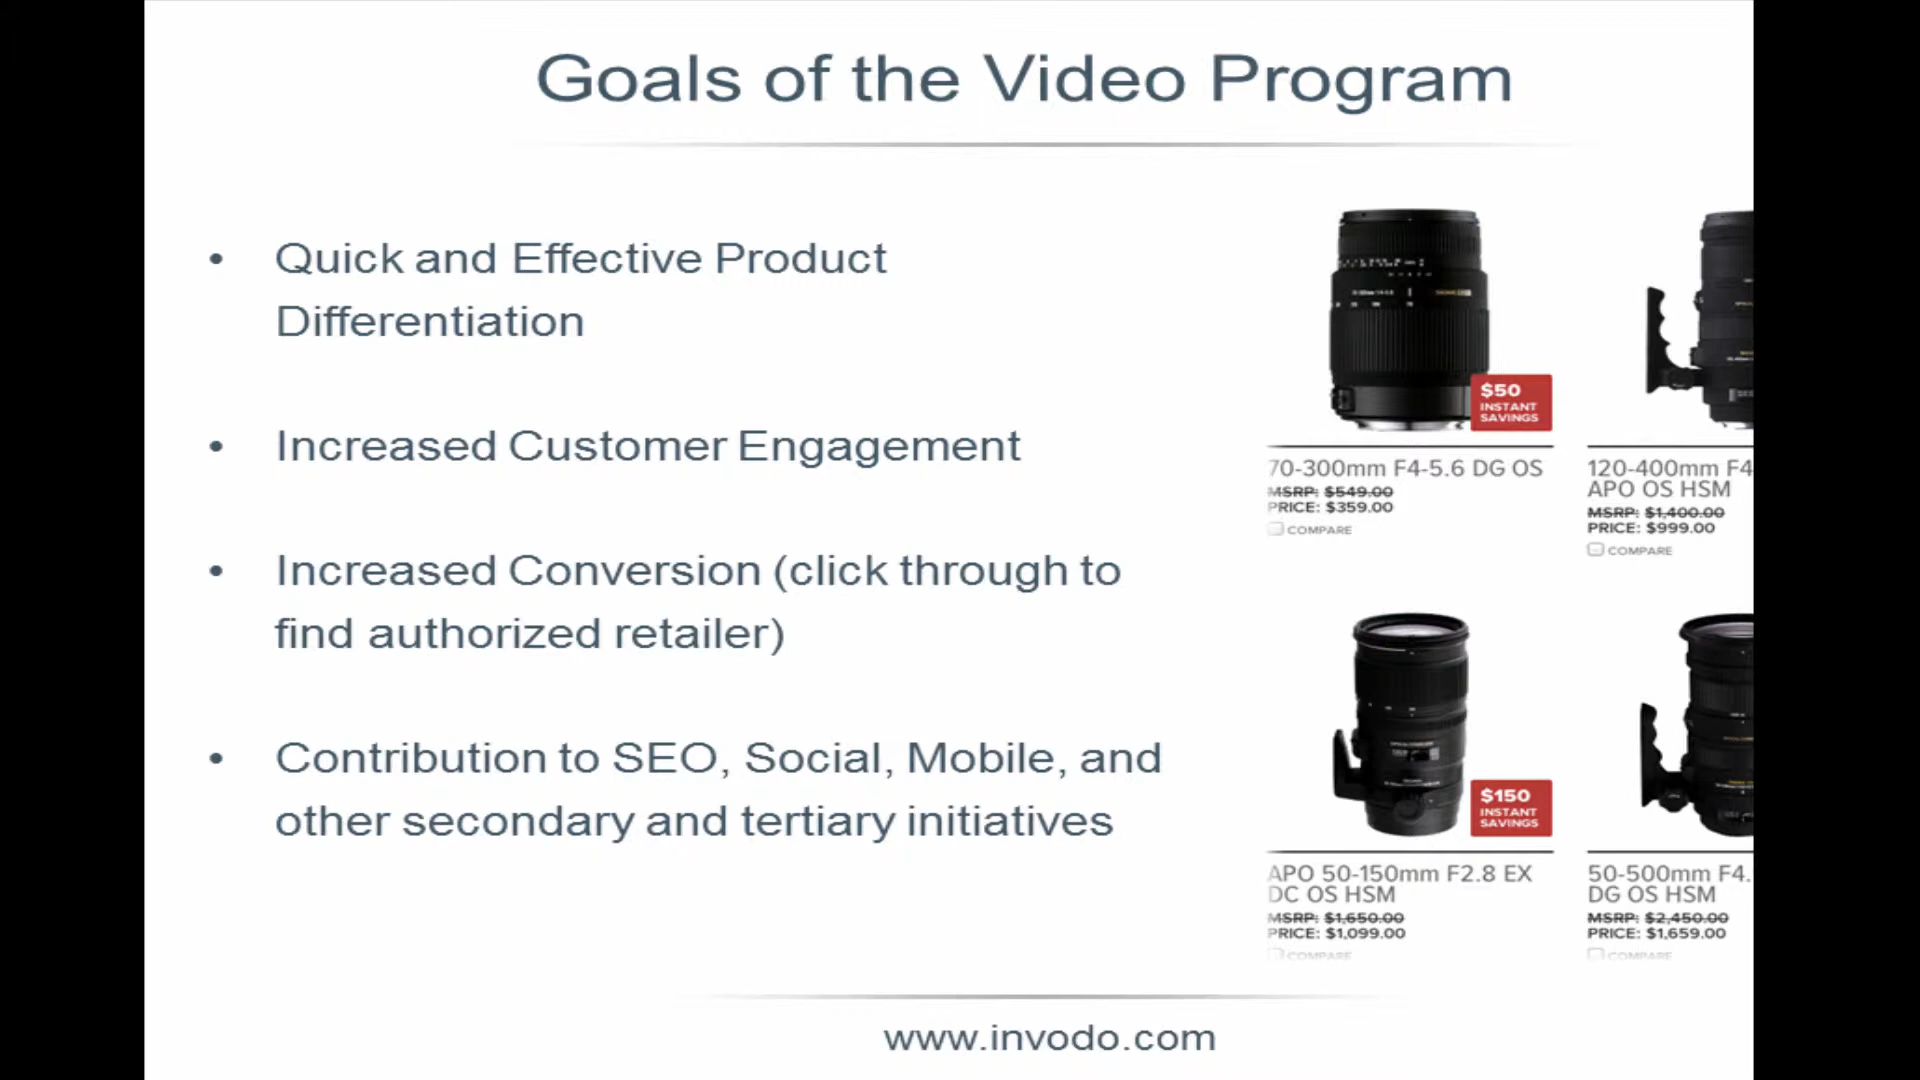 Goals of the Video Program
• Quick and Effective Product
Differentiation
• Increased Customer Engagement
• Increased Conversion (click through to
find authorized retailer)
• Contribution to SEO, Social, Mobile, and
other secondary and tertiary initiatives
$50
INSTANT
SAVINGS
70-300mm F4-5.6 DG OS
MSRP: $549.00
PRICE: $359.00
COMPARE
120-400mm F4
APO OS HSM
MSRP: $1,400.00
PRICE: $999.00
COMPARE
$150
INSTANT
SAVINGS
APO 50-150mm F2.8 EX
DC OS HSM
MSRP: $1,650.00
PRICE: $1,099.00
COMPARE
50-500mm F4.
DG OS HSM
MSRP: $2,450.00
PRICE: $1,659.00
COMPARE
www.invodo.com